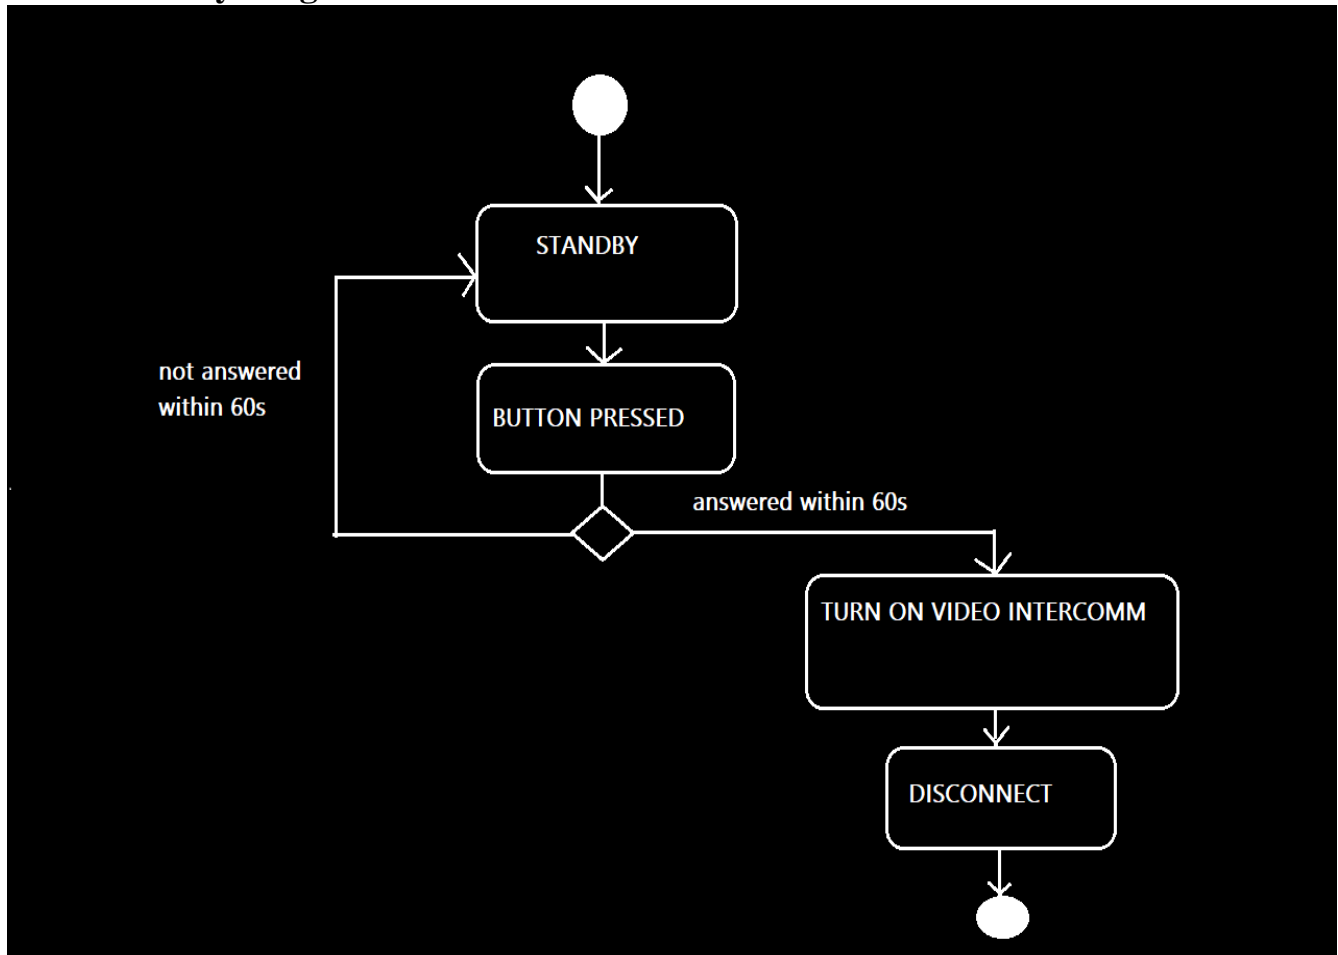 STANDBY
not answered
within 60s
BUTTON PRESSED
answered within 60s
TURN ON VIDEO INTERCOMM
DISCONNECT